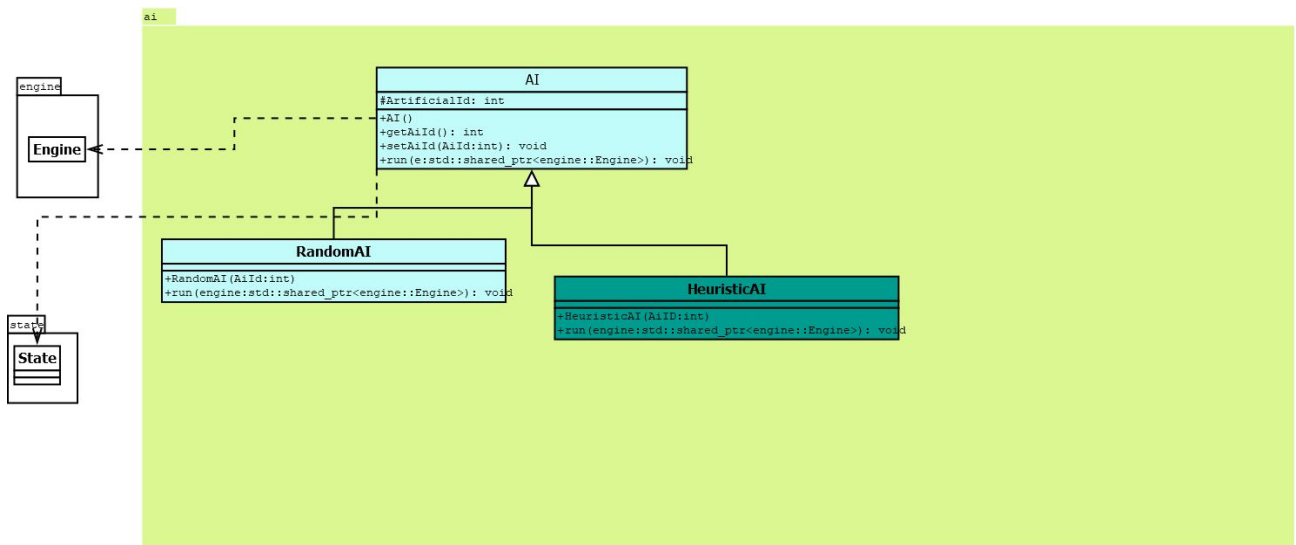 ai
engine
Engine
AI
#ArtificialId: int
+AI()
+getAiId(): int
+setAiId(AiId:int): void
+run(e:std::shared_ptr<engine::Engine>): void
RandomAI
+RandomAI(AiId:int)
+run(engine:std::shared_ptr<engine::Engine>): void
HeuristicAI
+HeuristicAI(AiID:int)
+run(engine:std::shared_ptr<engine::Engine>): void
state
State